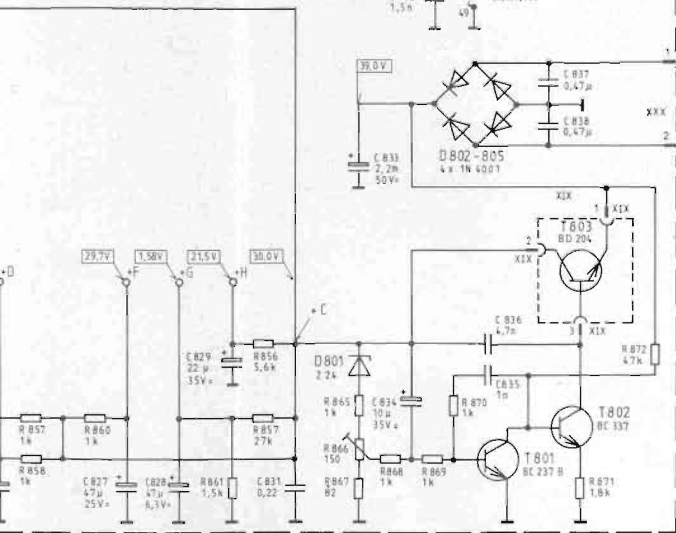 1,5n
49
39,0V
1
C 837
0,47µ
XXX
C 838
0,47µ
2
D 802-805
4x 1N 4001
C 833
2,2m
50V=
XIX
1 XIX
T803
BD 204
2
XIX
3 XIX
29,7V
1,58V
21,5V
30,0V
+D
+F
+G
+H
+C
C 836
4,7n
R 872
47k
C 829
22µ
35V=
R 856
5,6k
D801
Z 24
C 835
1n
R 865
1k
C 834
10µ
35V=
R 870
1k
T 802
BC 337
R 857
1k
R 860
1k
R 857
27k
R 866
150
T 801
BC 237 B
R 858
1k
R 868
1k
R 869
1k
C 827
47µ
25V=
C 828
47µ
6,3V=
R 861
1,5k
C 831
0,22
R 867
82
R 871
1,8k